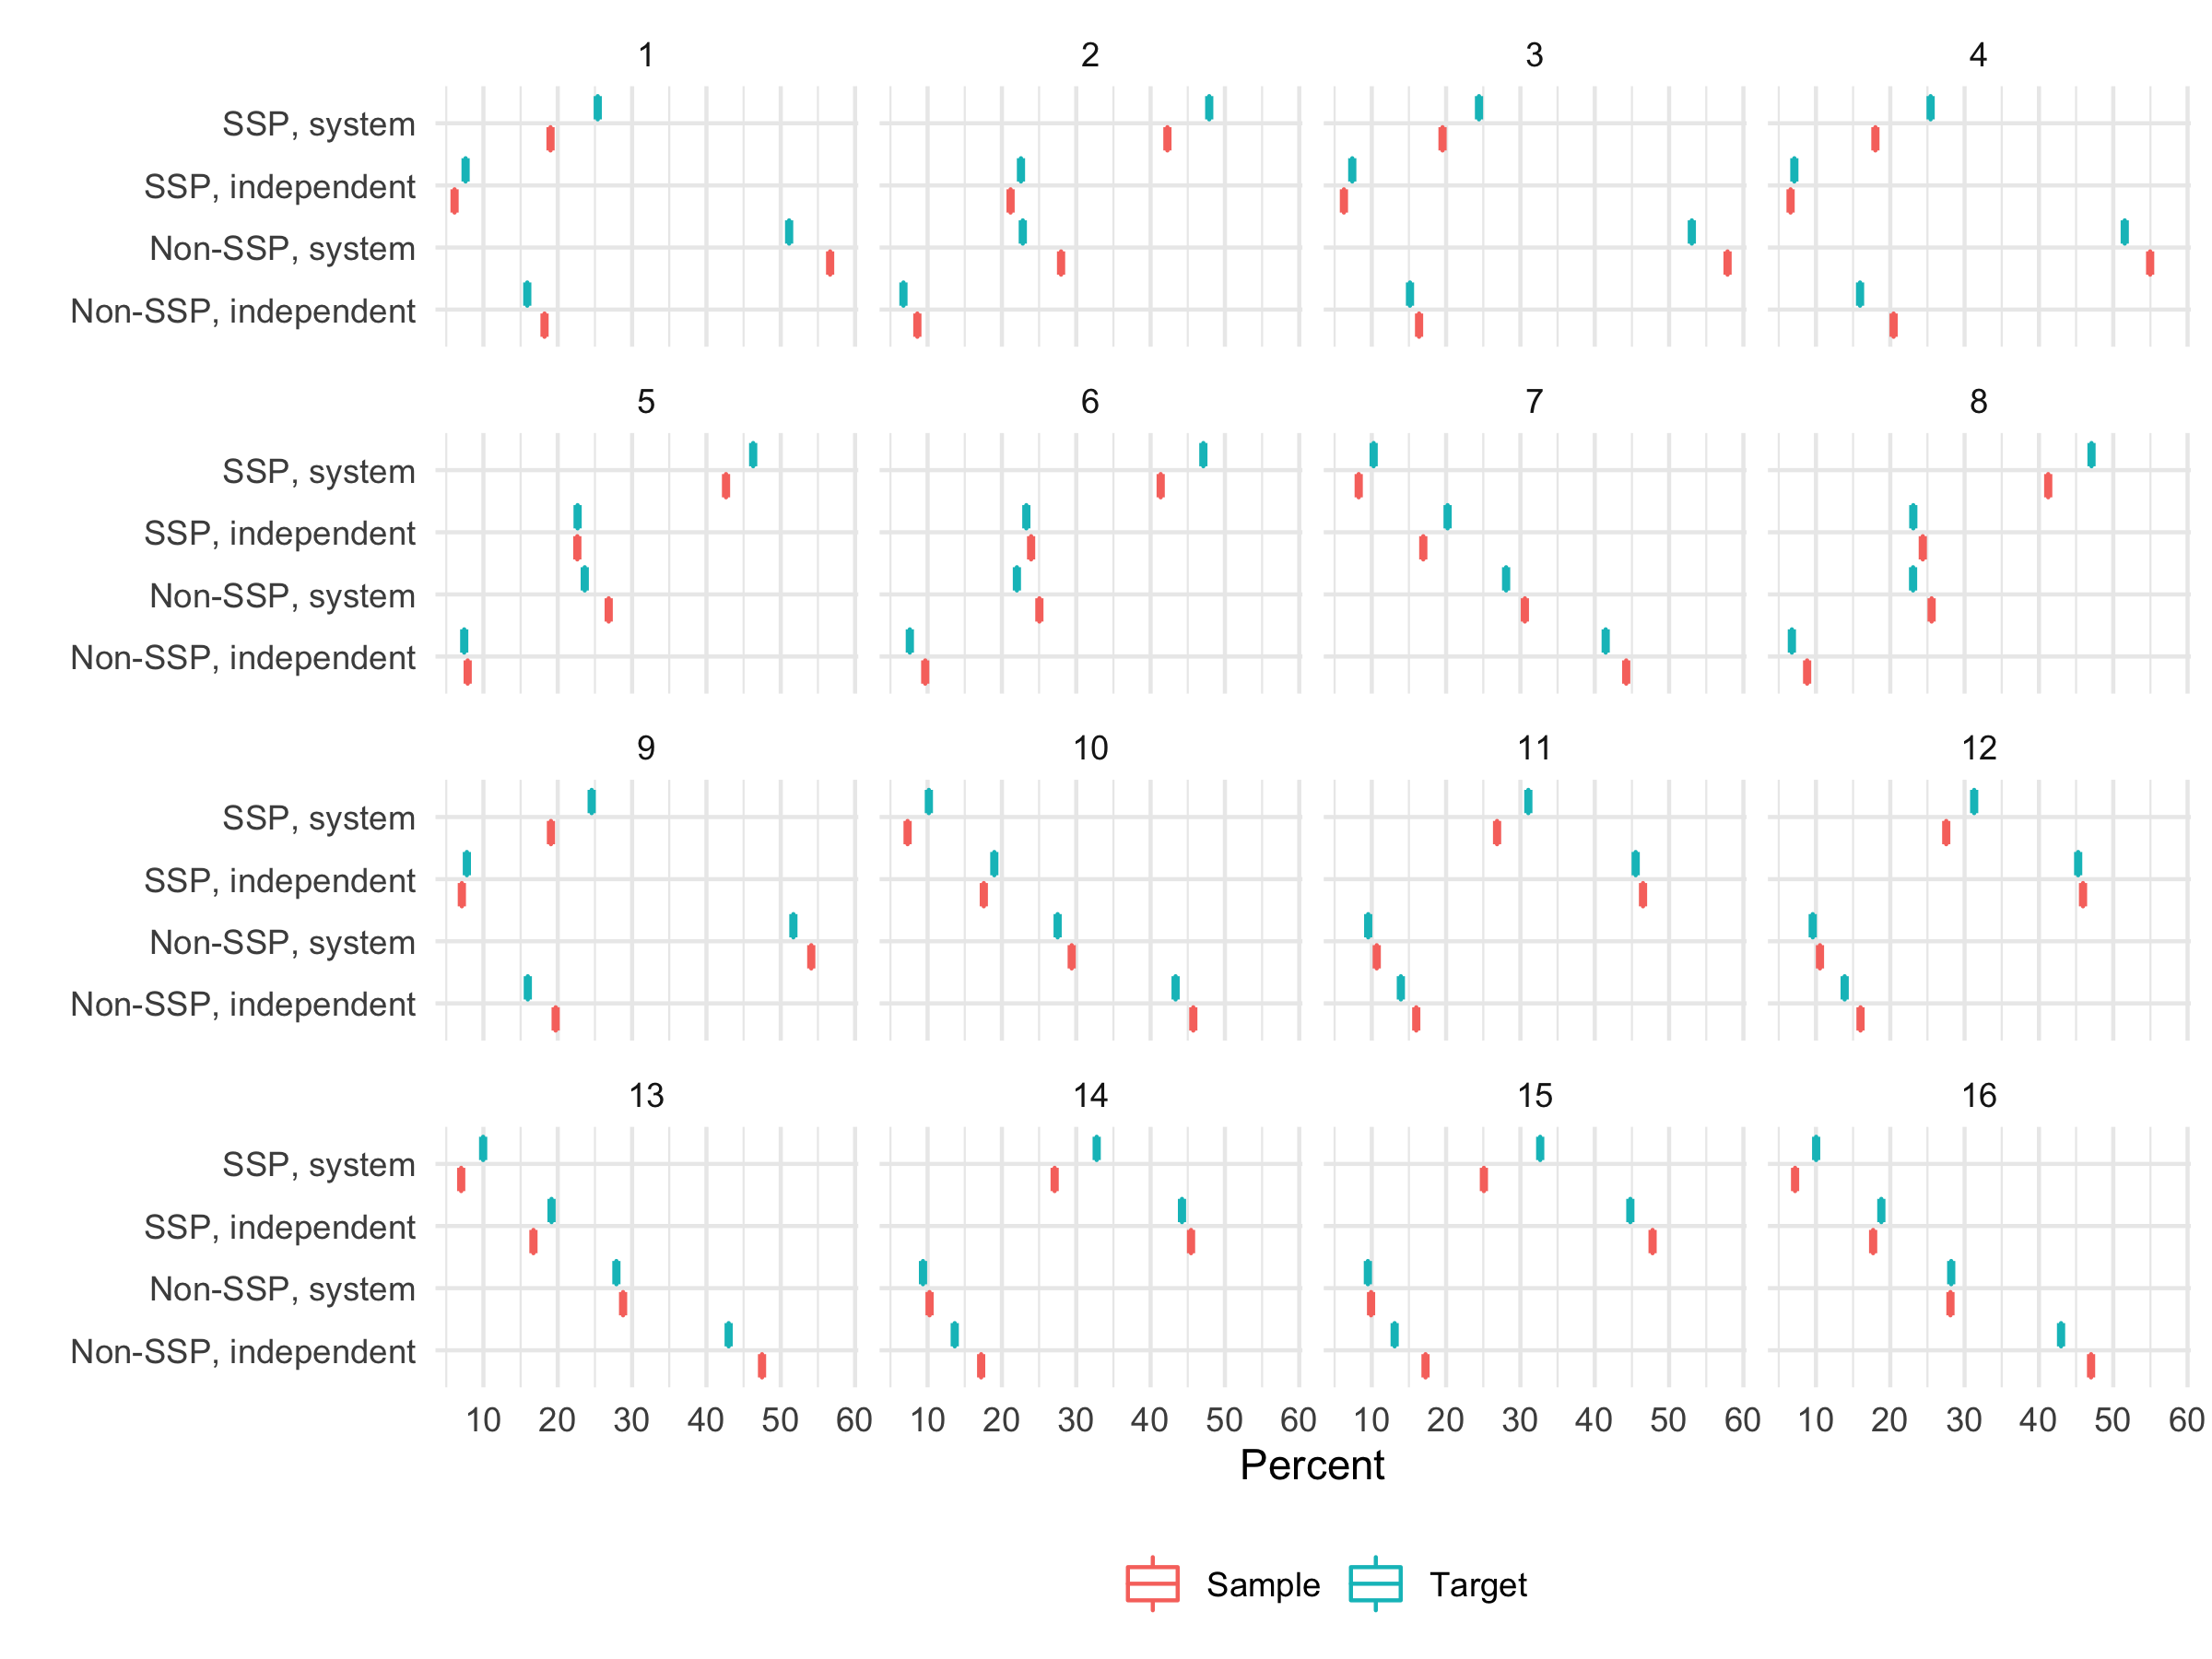 1 2 3 4
SSP, system
SSP, independent
Non-SSP, system
Non-SSP, independent
5 6 7 8
SSP, system
SSP, independent
Non-SSP, system
Non-SSP, independent
9 10 11 12
SSP, system
SSP, independent
Non-SSP, system
Non-SSP, independent
13 14 15 16
SSP, system
SSP, independent
Non-SSP, system
Non-SSP, independent
10 20 30 40 50 60 10 20 30 40 50 60 10 20 30 40 50 60 10 20 30 40 50 60
Percent
Sample Target